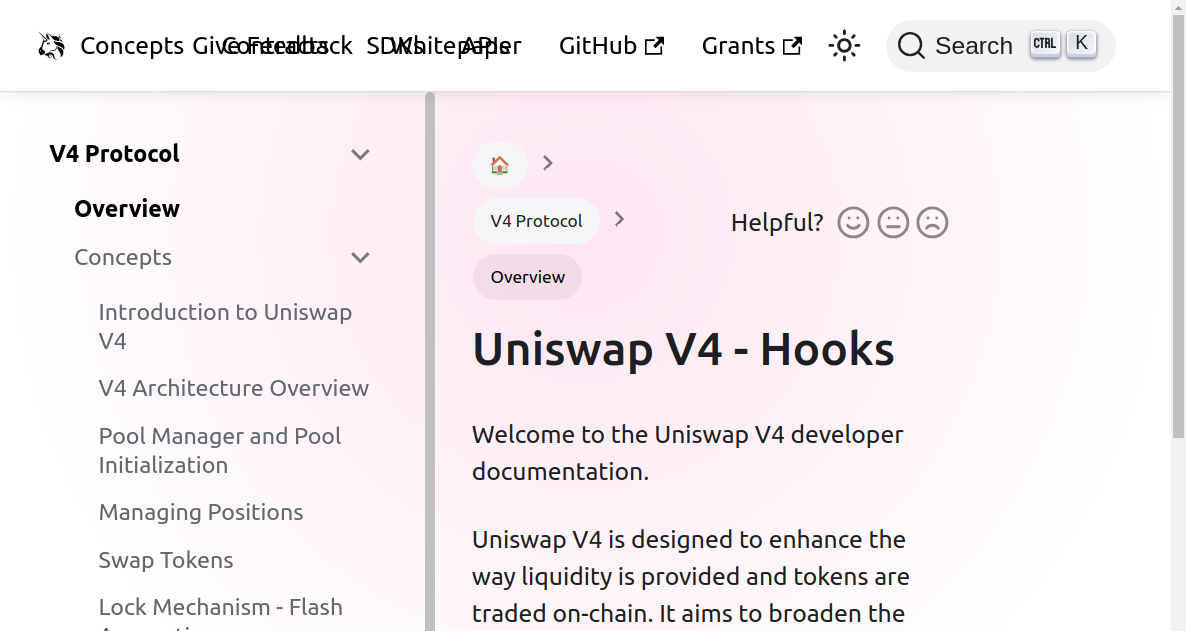 Concepts Give Feedback Contracts SDKs Whitepaper APIs GitHub Grants Search CTRL K
V4 Protocol
Overview
Concepts
Introduction to Uniswap
V4
V4 Architecture Overview
Pool Manager and Pool
Initialization
Managing Positions
Swap Tokens
Lock Mechanism - Flash
V4 Protocol
Helpful?
Overview
Uniswap V4 - Hooks
Welcome to the Uniswap V4 developer
documentation.
Uniswap V4 is designed to enhance the
way liquidity is provided and tokens are
traded on-chain. It aims to broaden the